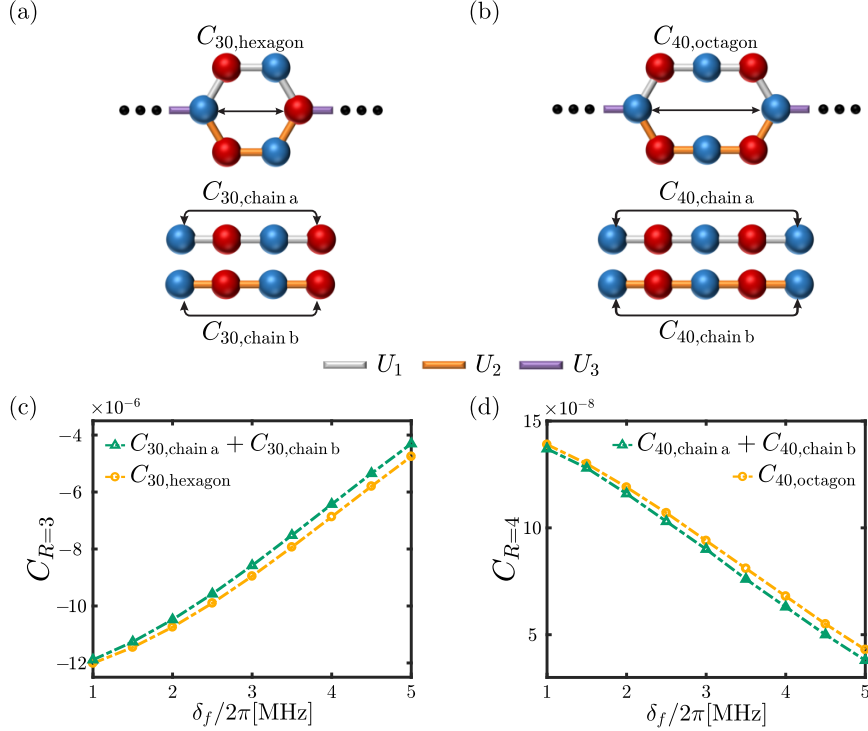 (a)
(b)
C_{30,hexagon}
C_{40,octagon}
C_{30,chain a}
C_{40,chain a}
C_{30,chain b}
C_{40,chain b}
U_1
U_2
U_3
(c)
×10^{-6}
C_{30,chain a} + C_{30,chain b}
C_{30,hexagon}
C_{R=3}
-4
-6
-8
-10
-12
1
2
3
4
5
δ_f/2π[MHz]
(d)
×10^{-8}
C_{40,chain a} + C_{40,chain b}
C_{40,octagon}
C_{R=4}
15
10
5
1
2
3
4
5
δ_f/2π[MHz]